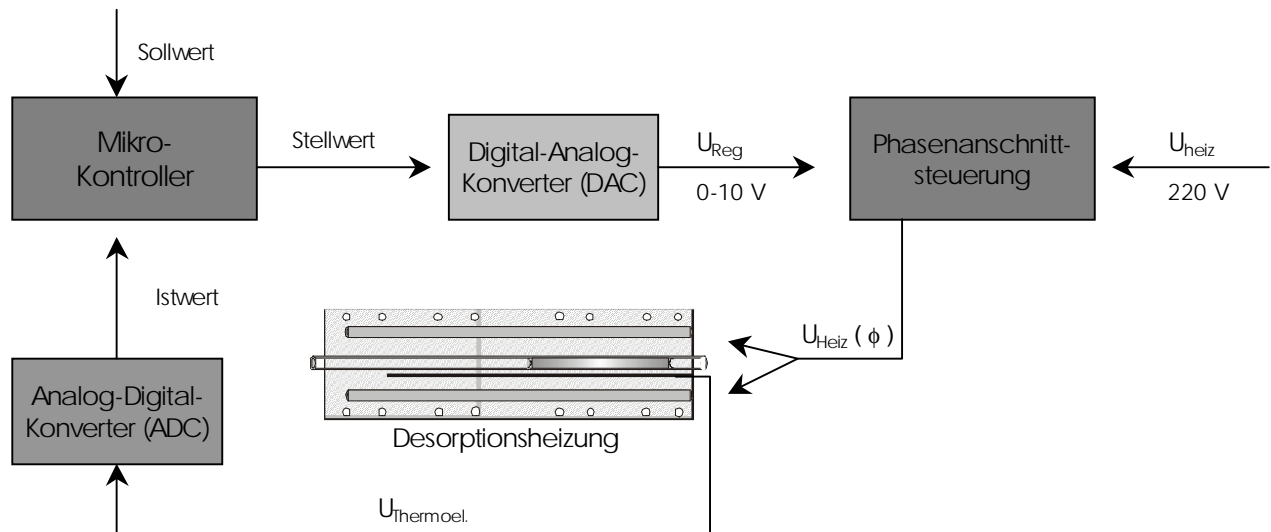 Sollwert
Mikro-
Kontroller
Stellwert
Digital-Analog-
Konverter (DAC)
U_Reg
0-10 V
Phasenanschnitt-
steuerung
U_heiz
220 V
Istwert
U_Heiz ( ϕ )
Analog-Digital-
Konverter (ADC)
Desorptionsheizung
U_Thermoel.